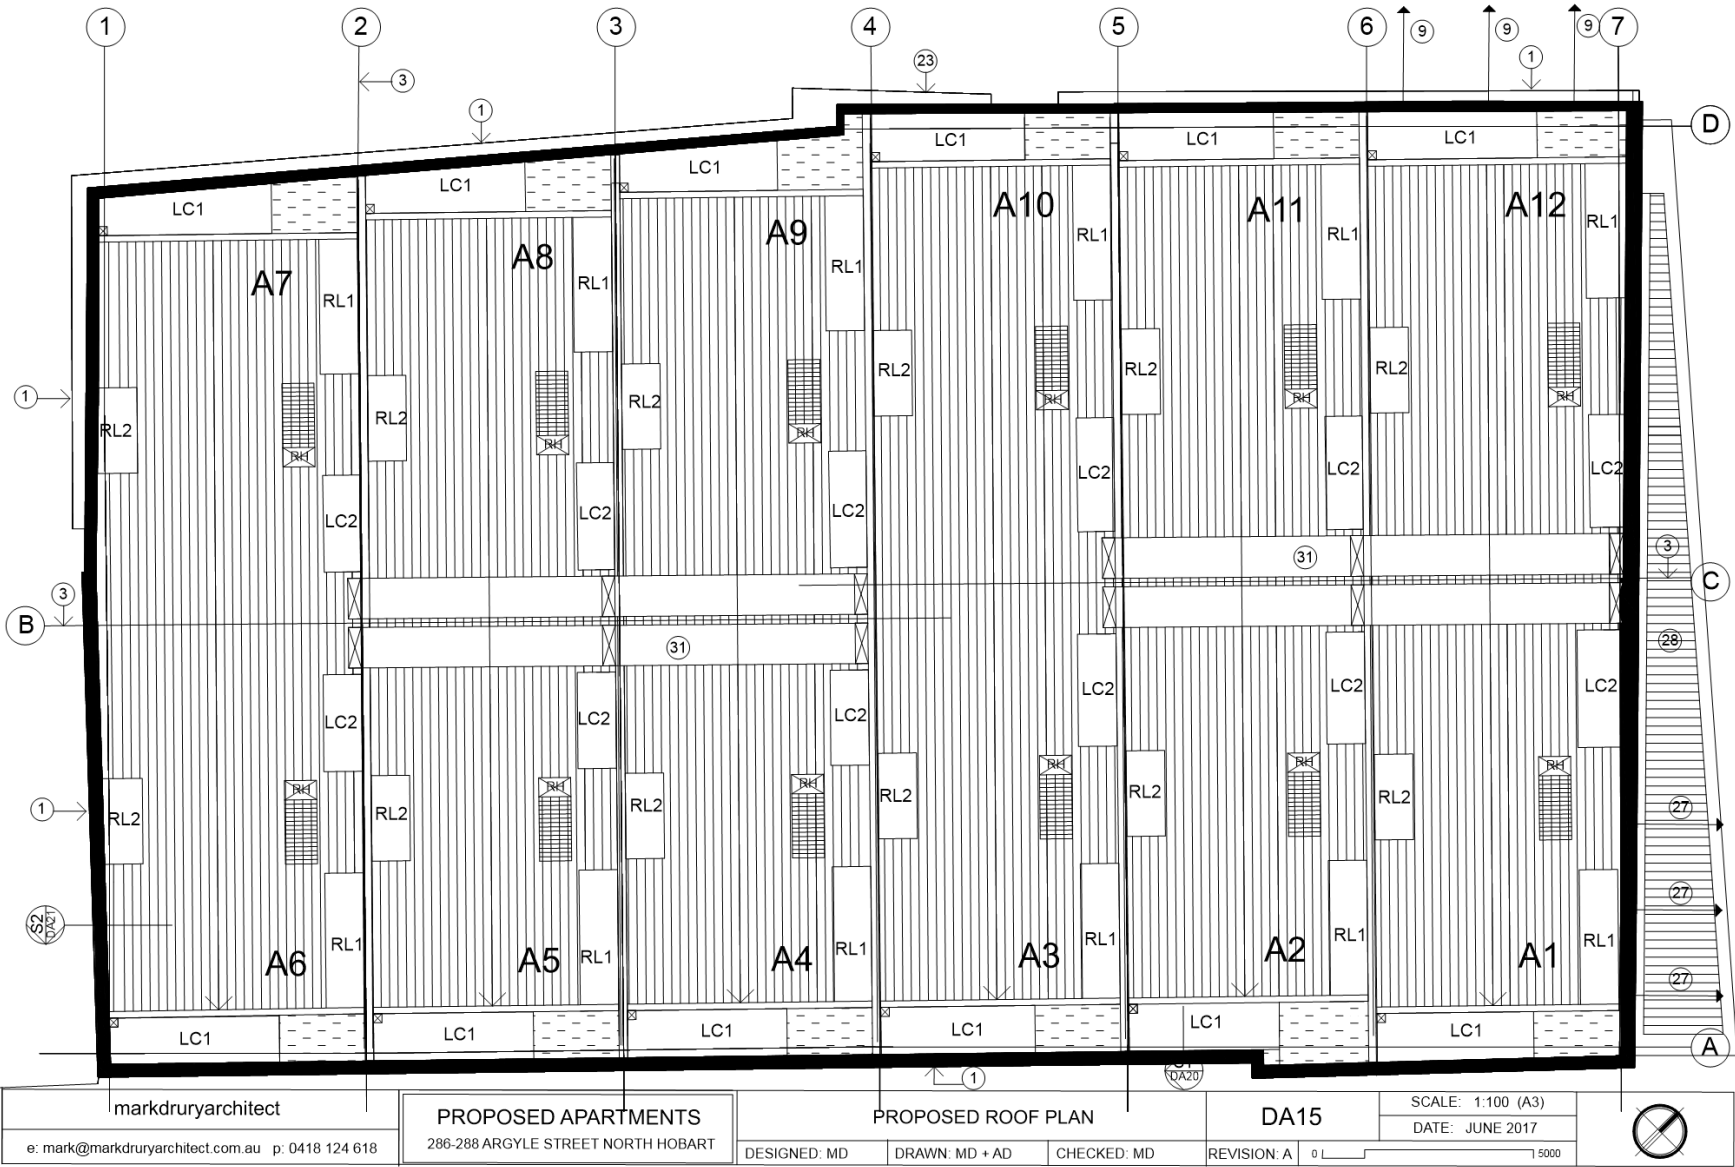 1 2 3 4 5 6 9 9 9 7
3 23 1
1
D
LC1 LC1 LC1
LC1
LC1
LC1
A10 A11 A12
A9
A8
A7
RL1 RL1 RL1
RL1
RL1
RL1
RL2 RL2 RL2
1 RL2 RL2 RL2
RH RH RH
RH RH RH
LC2 LC2 LC2
LC2 LC2 LC2
31 3
C
3
B
31 28
LC2 LC2 LC2
LC2 LC2 LC2
RH RH RH
RH RH RH
RL2 RL2 RL2
1 RL2 RL2 RL2
27
27
27
S2
DA21
RL1 RL1 RL1
RL1 RL1 RL1
A6 A5 A4 A3 A2 A1
LC1 LC1 LC1 LC1 LC1 LC1
A
1
DA20
markdruryarchitect
e: mark@markdruryarchitect.com.au p: 0418 124 618
PROPOSED APARTMENTS
286-288 ARGYLE STREET NORTH HOBART
PROPOSED ROOF PLAN
DESIGNED: MD DRAWN: MD + AD CHECKED: MD
DA15
REVISION: A
SCALE: 1:100 (A3)
DATE: JUNE 2017
0 5000